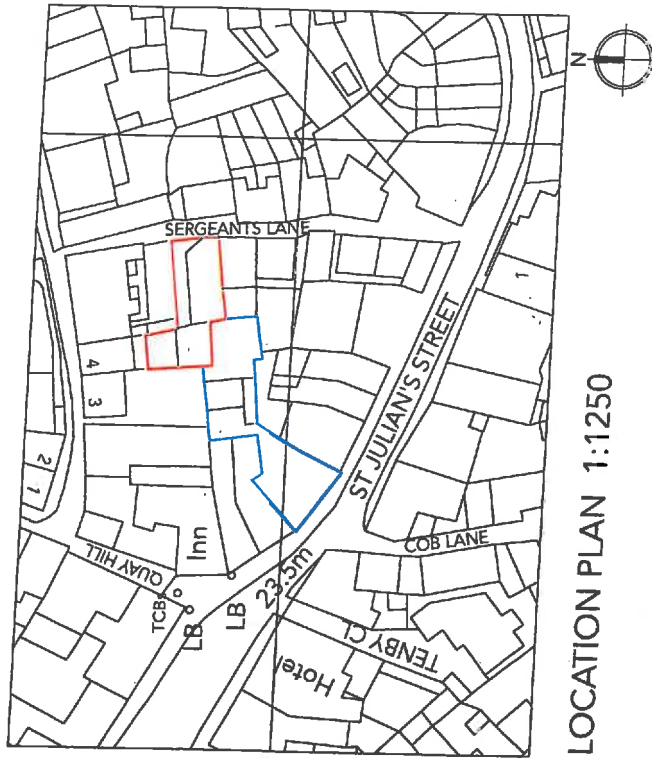 N
SERGEANTS LANE
4
3
2
1
1
ST JULIAN'S STREET
Inn
QUAY HILL
TCB
LB
LB
23.5m
COB LANE
TENBY CL
Hotel
LOCATION PLAN 1:1250